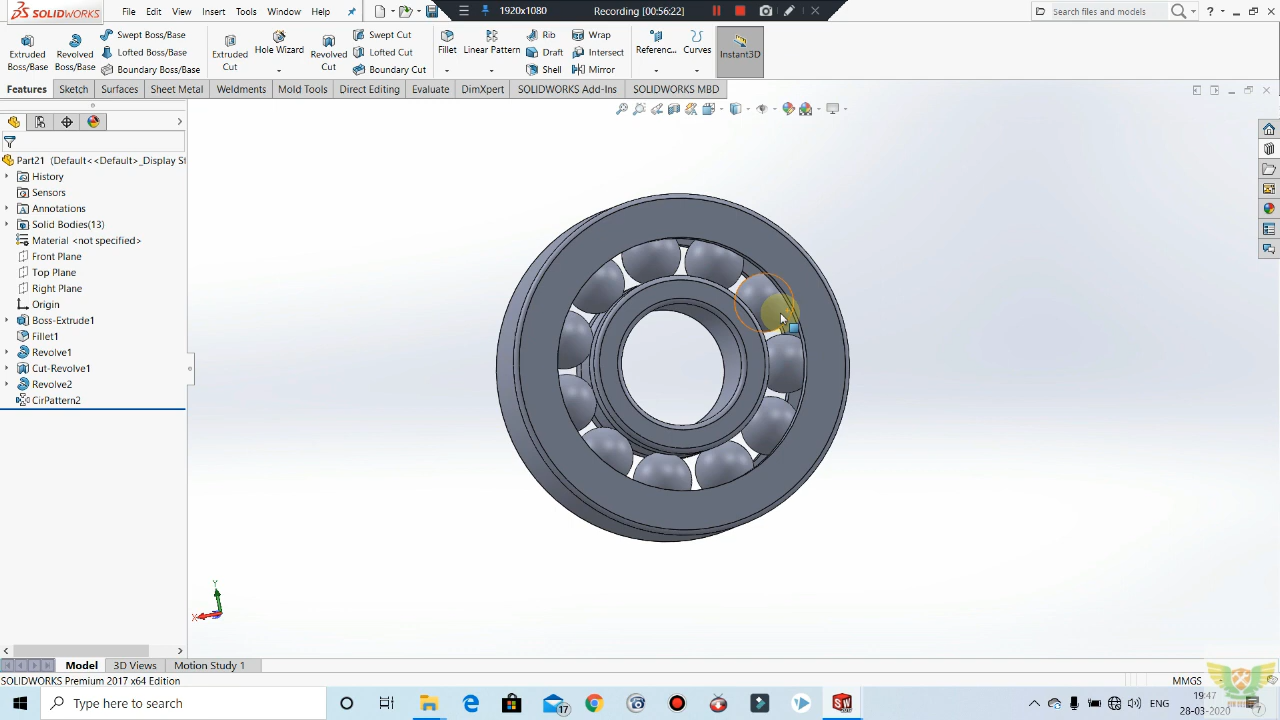 SOLIDWORKS
File Edit View Insert Tools Window Help
1920x1080 Recording [00:56:22]
Search files and models
Extruded Boss/Base
Revolved Boss/Base
Swept Boss/Base
Lofted Boss/Base
Boundary Boss/Base
Extruded Cut
Hole Wizard
Revolved Cut
Swept Cut
Lofted Cut
Boundary Cut
Fillet
Linear Pattern
Rib
Draft
Shell
Wrap
Intersect
Mirror
Referenc...
Curves
Instant3D
Features Sketch Surfaces Sheet Metal Weldments Mold Tools Direct Editing Evaluate DimXpert SOLIDWORKS Add-Ins SOLIDWORKS MBD
Part21 (Default<<Default>_Display St
History
Sensors
Annotations
Solid Bodies(13)
Material <not specified>
Front Plane
Top Plane
Right Plane
Origin
Boss-Extrude1
Fillet1
Revolve1
Cut-Revolve1
Revolve2
CirPattern2
Y
X
Model 3D Views Motion Study 1
SOLIDWORKS Premium 2017 x64 Edition
MMGS
Type here to search
17
ENG
19:47
28-03-2020
7